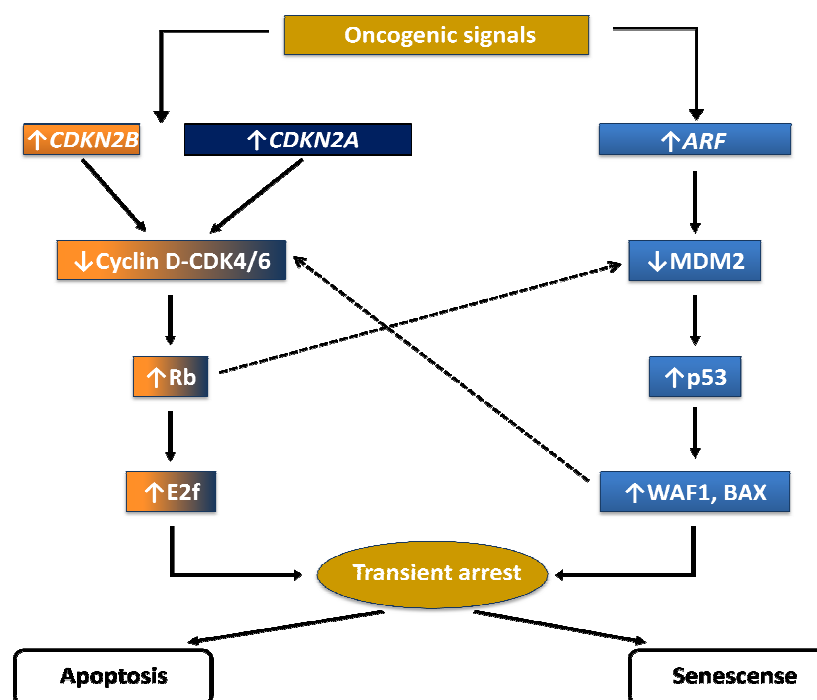 Oncogenic signals
↑CDKN2B
↑CDKN2A
↑ARF
↓Cyclin D-CDK4/6
↓MDM2
↑Rb
↑p53
↑E2f
↑WAF1, BAX
Transient arrest
Apoptosis
Senescense